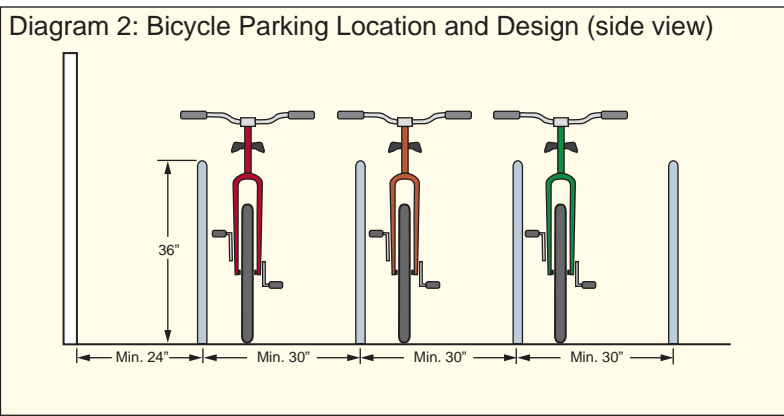 Diagram 2: Bicycle Parking Location and Design (side view)
36”
Min. 24”
Min. 30”
Min. 30”
Min. 30”